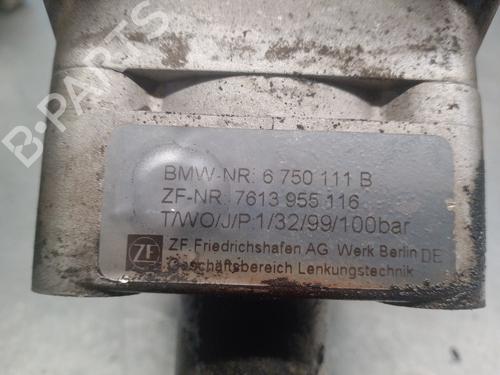 B-PARTS
BMW-NR: 6 750 111 B
ZF-NR: 7613 955 116
T/WO/J/P:1/32/99/100bar
ZF ZF Friedrichshafen AG Werk Berlin DE
Geschäftsbereich Lenkungstechnik